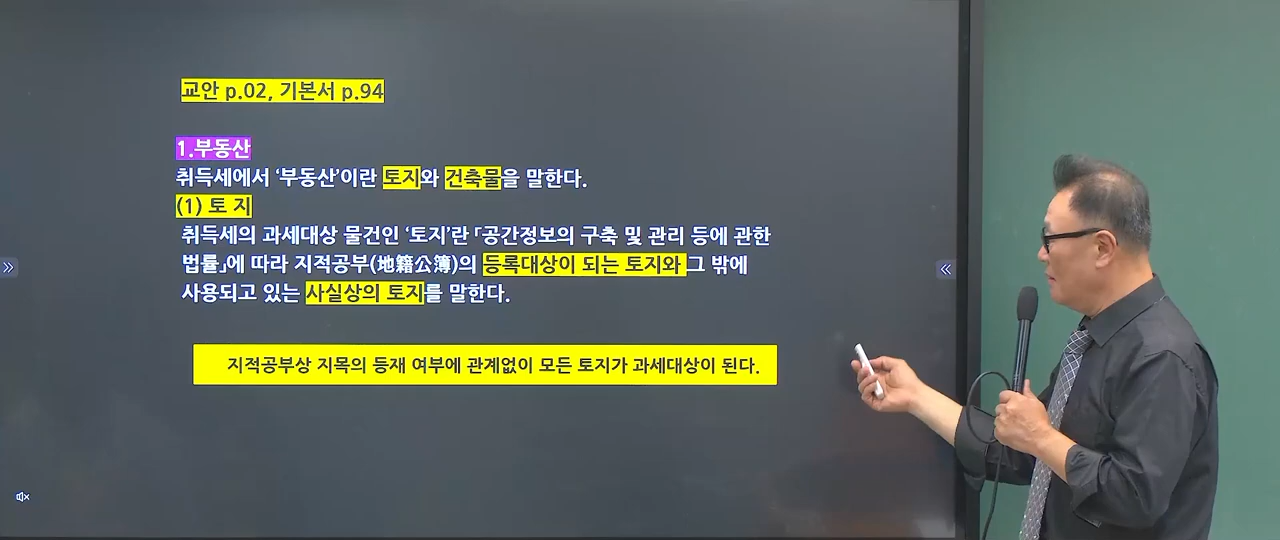 교안 p.02, 기본서 p.94
1.부동산
취득세에서 ‘부동산’이란 토지와 건축물을 말한다.
(1) 토 지
취득세의 과세대상 물건인 ‘토지’란 「공간정보의 구축 및 관리 등에 관한
법률」에 따라 지적공부(地籍公簿)의 등록대상이 되는 토지와 그 밖에
사용되고 있는 사실상의 토지를 말한다.
지적공부상 지목의 등재 여부에 관계없이 모든 토지가 과세대상이 된다.